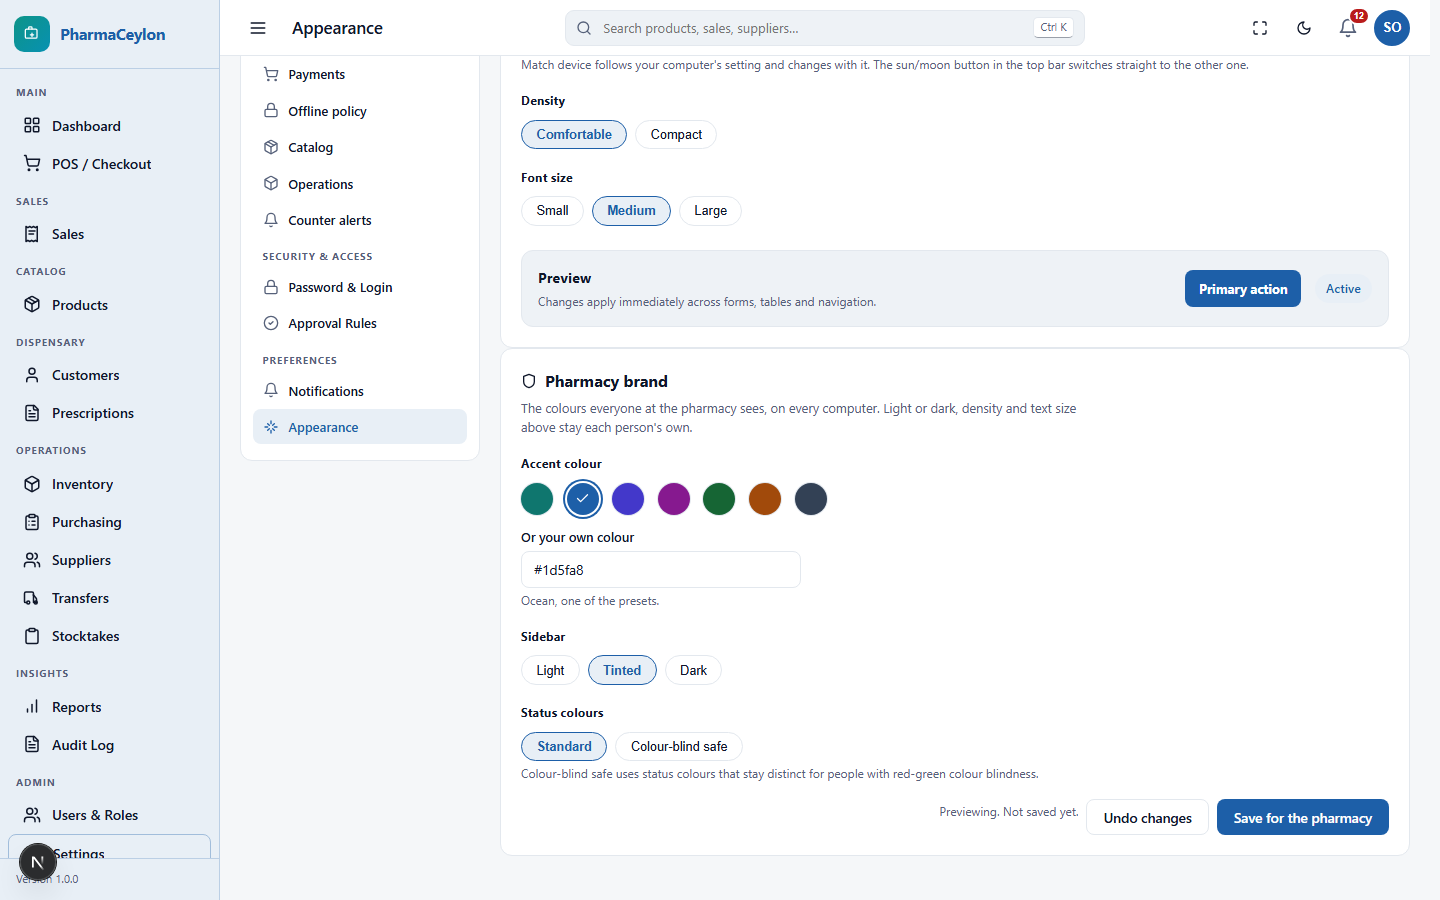 PharmaCeylon
MAIN
Dashboard
POS / Checkout
SALES
Sales
CATALOG
Products
DISPENSARY
Customers
Prescriptions
OPERATIONS
Inventory
Purchasing
Suppliers
Transfers
Stocktakes
INSIGHTS
Reports
Audit Log
ADMIN
Users & Roles
Settings
N
Version 1.0.0
Appearance
Search products, sales, suppliers...
Ctrl K
12
SO
Payments
Offline policy
Catalog
Operations
Counter alerts
SECURITY & ACCESS
Password & Login
Approval Rules
PREFERENCES
Notifications
Appearance
Match device follows your computer's setting and changes with it. The sun/moon button in the top bar switches straight to the other one.
Density
Comfortable Compact
Font size
Small Medium Large
Preview
Changes apply immediately across forms, tables and navigation.
Primary action Active
Pharmacy brand
The colours everyone at the pharmacy sees, on every computer. Light or dark, density and text size
above stay each person's own.
Accent colour
Or your own colour
#1d5fa8
Ocean, one of the presets.
Sidebar
Light Tinted Dark
Status colours
Standard Colour-blind safe
Colour-blind safe uses status colours that stay distinct for people with red-green colour blindness.
Previewing. Not saved yet. Undo changes Save for the pharmacy